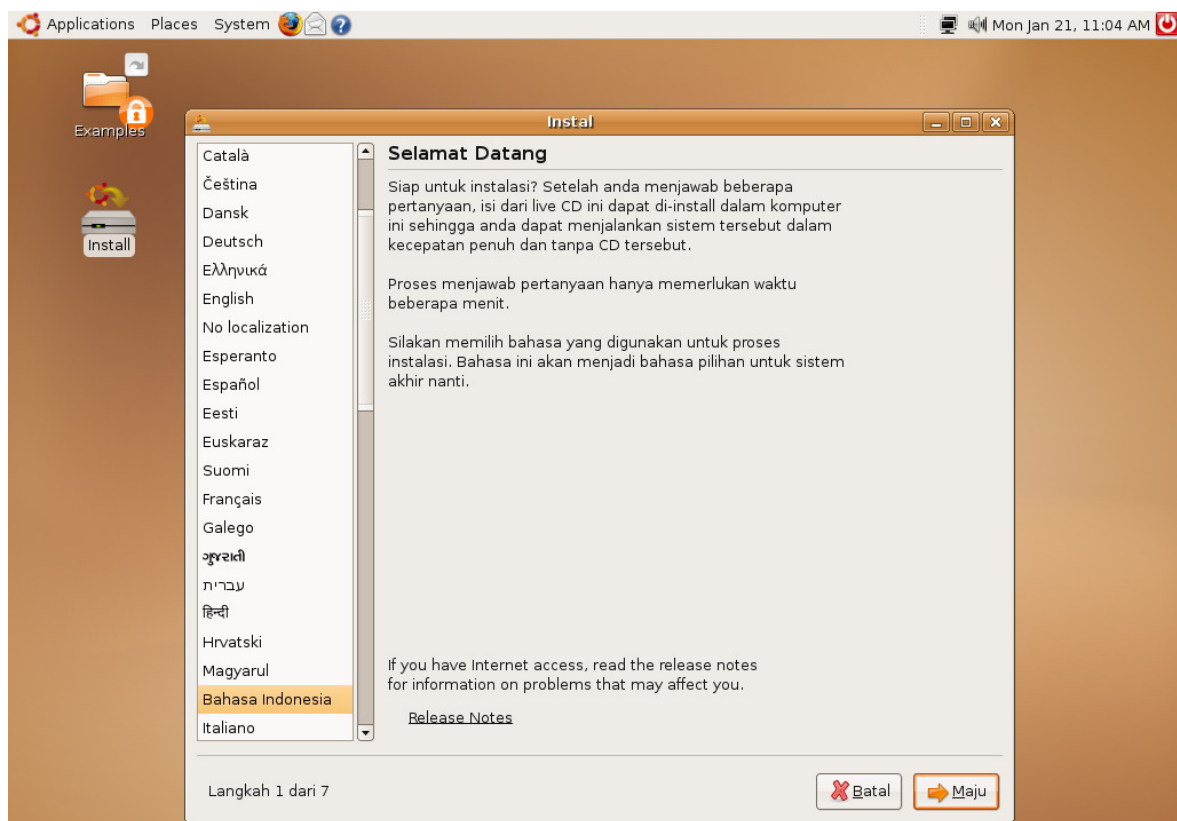 Applications Places System Mon Jan 21, 11:04 AM
Examples
Install
Instal
Català
Čeština
Dansk
Deutsch
Ελληνικά
English
No localization
Esperanto
Español
Eesti
Euskaraz
Suomi
Français
Galego
ગુજરાતી
עברית
हिन्दी
Hrvatski
Magyarul
Bahasa Indonesia
Italiano
Selamat Datang
Siap untuk instalasi? Setelah anda menjawab beberapa
pertanyaan, isi dari live CD ini dapat di-install dalam komputer
ini sehingga anda dapat menjalankan sistem tersebut dalam
kecepatan penuh dan tanpa CD tersebut.
Proses menjawab pertanyaan hanya memerlukan waktu
beberapa menit.
Silakan memilih bahasa yang digunakan untuk proses
instalasi. Bahasa ini akan menjadi bahasa pilihan untuk sistem
akhir nanti.
If you have Internet access, read the release notes
for information on problems that may affect you.
Release Notes
Langkah 1 dari 7
Batal
Maju